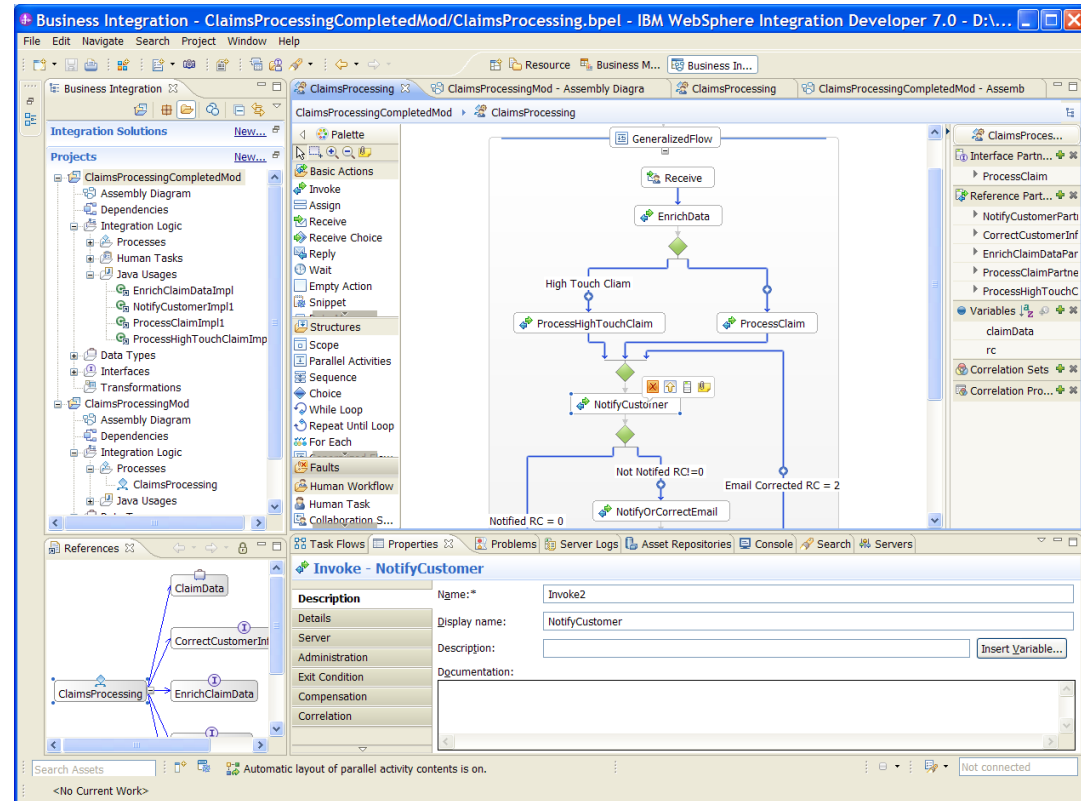 Business Integration - ClaimsProcessingCompletedMod/ClaimsProcessing.bpel - IBM WebSphere Integration Developer 7.0 - D:\...
File Edit Navigate Search Project Window Help
Resource Business M... Business In...
Business Integration
Integration Solutions New...
Projects New...
ClaimsProcessingCompletedMod
Assembly Diagram
Dependencies
Integration Logic
Processes
Human Tasks
Java Usages
EnrichClaimDataImpl
NotifyCustomerImpl1
ProcessClaimImpl1
ProcessHighTouchClaimImp
Data Types
Interfaces
Transformations
ClaimsProcessingMod
Assembly Diagram
Dependencies
Integration Logic
Processes
ClaimsProcessing
Java Usages
ClaimsProcessing ClaimsProcessingMod - Assembly Diagra ClaimsProcessing ClaimsProcessingCompletedMod - Assemb
ClaimsProcessingCompletedMod ClaimsProcessing
Palette
Basic Actions
Invoke
Assign
Receive
Receive Choice
Reply
Wait
Empty Action
Snippet
Structures
Scope
Parallel Activities
Sequence
Choice
While Loop
Repeat Until Loop
For Each
Faults
Human Workflow
Human Task
Collaboration S...
GeneralizedFlow
Receive
EnrichData
High Touch Cliam
ProcessHighTouchClaim ProcessClaim
NotifyCustomer
Not Notifed RC!=0
Email Corrected RC = 2
NotifyOrCorrectEmail
Notified RC = 0
ClaimsProces...
Interface Partn...
ProcessClaim
Reference Part...
NotifyCustomerPartn
CorrectCustomerInf
EnrichClaimDataPar
ProcessClaimPartne
ProcessHighTouchC
Variables
claimData
rc
Correlation Sets
Correlation Pro...
References
ClaimData
CorrectCustomerInf
ClaimsProcessing EnrichClaimData
Task Flows Properties Problems Server Logs Asset Repositories Console Search Servers
Invoke - NotifyCustomer
Description
Details
Server
Administration
Exit Condition
Compensation
Correlation
Name:* Invoke2
Display name: NotifyCustomer
Description: Insert Variable...
Documentation:
Search Assets Automatic layout of parallel activity contents is on. Not connected
<No Current Work>